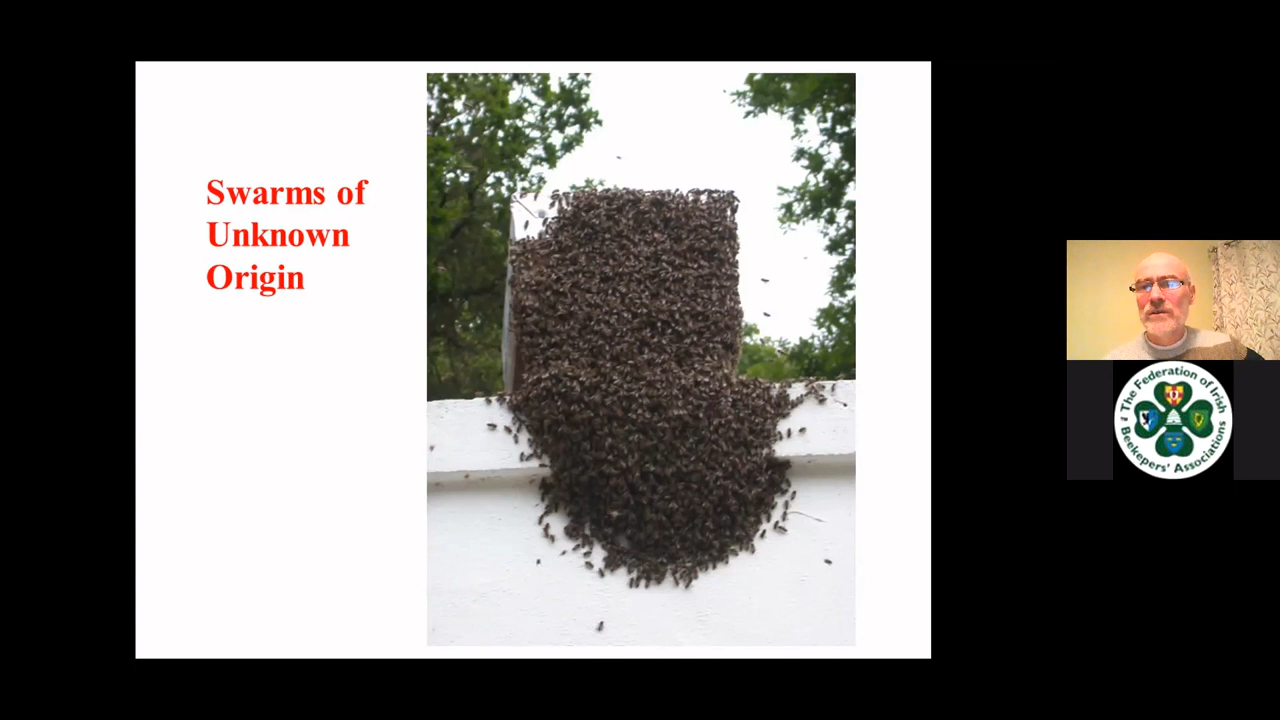 Swarms of
Unknown
Origin
The Federation of Irish
Beekepers' Associations